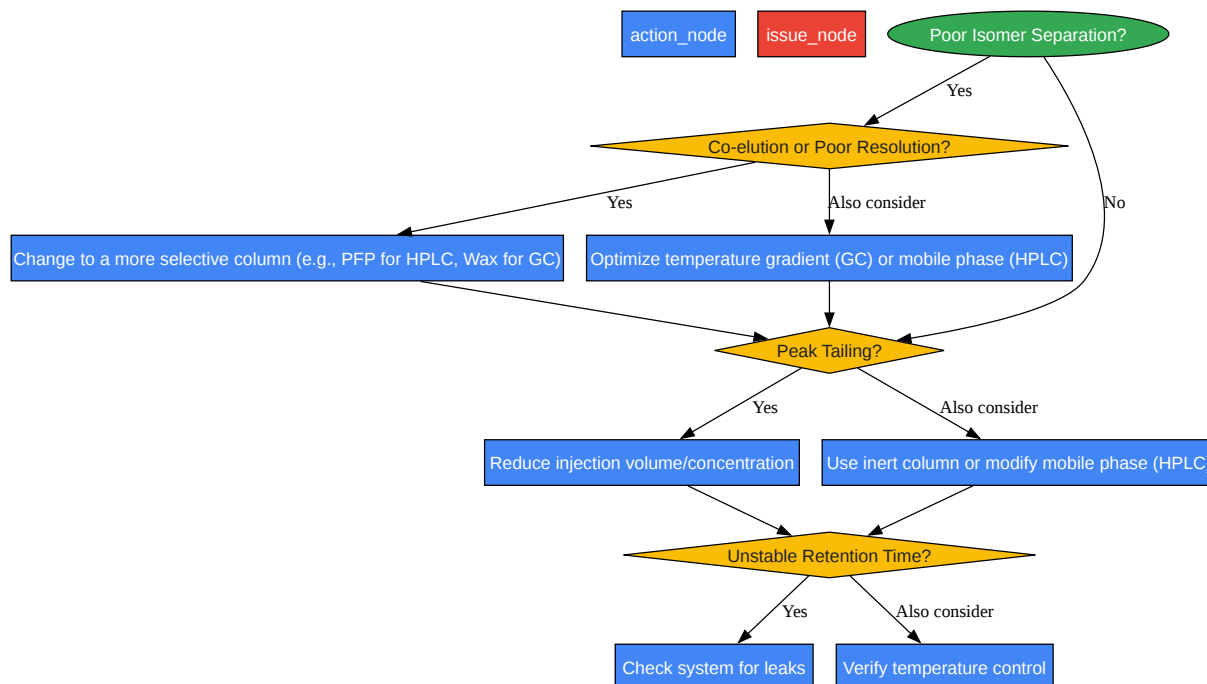 action_node
issue_node
Poor Isomer Separation?
Yes
Co-elution or Poor Resolution?
Yes
Also consider
No
Change to a more selective column (e.g., PFP for HPLC, Wax for GC)
Optimize temperature gradient (GC) or mobile phase (HPLC)
Peak Tailing?
Yes
Also consider
Reduce injection volume/concentration
Use inert column or modify mobile phase (HPLC)
Unstable Retention Time?
Yes
Also consider
Check system for leaks
Verify temperature control